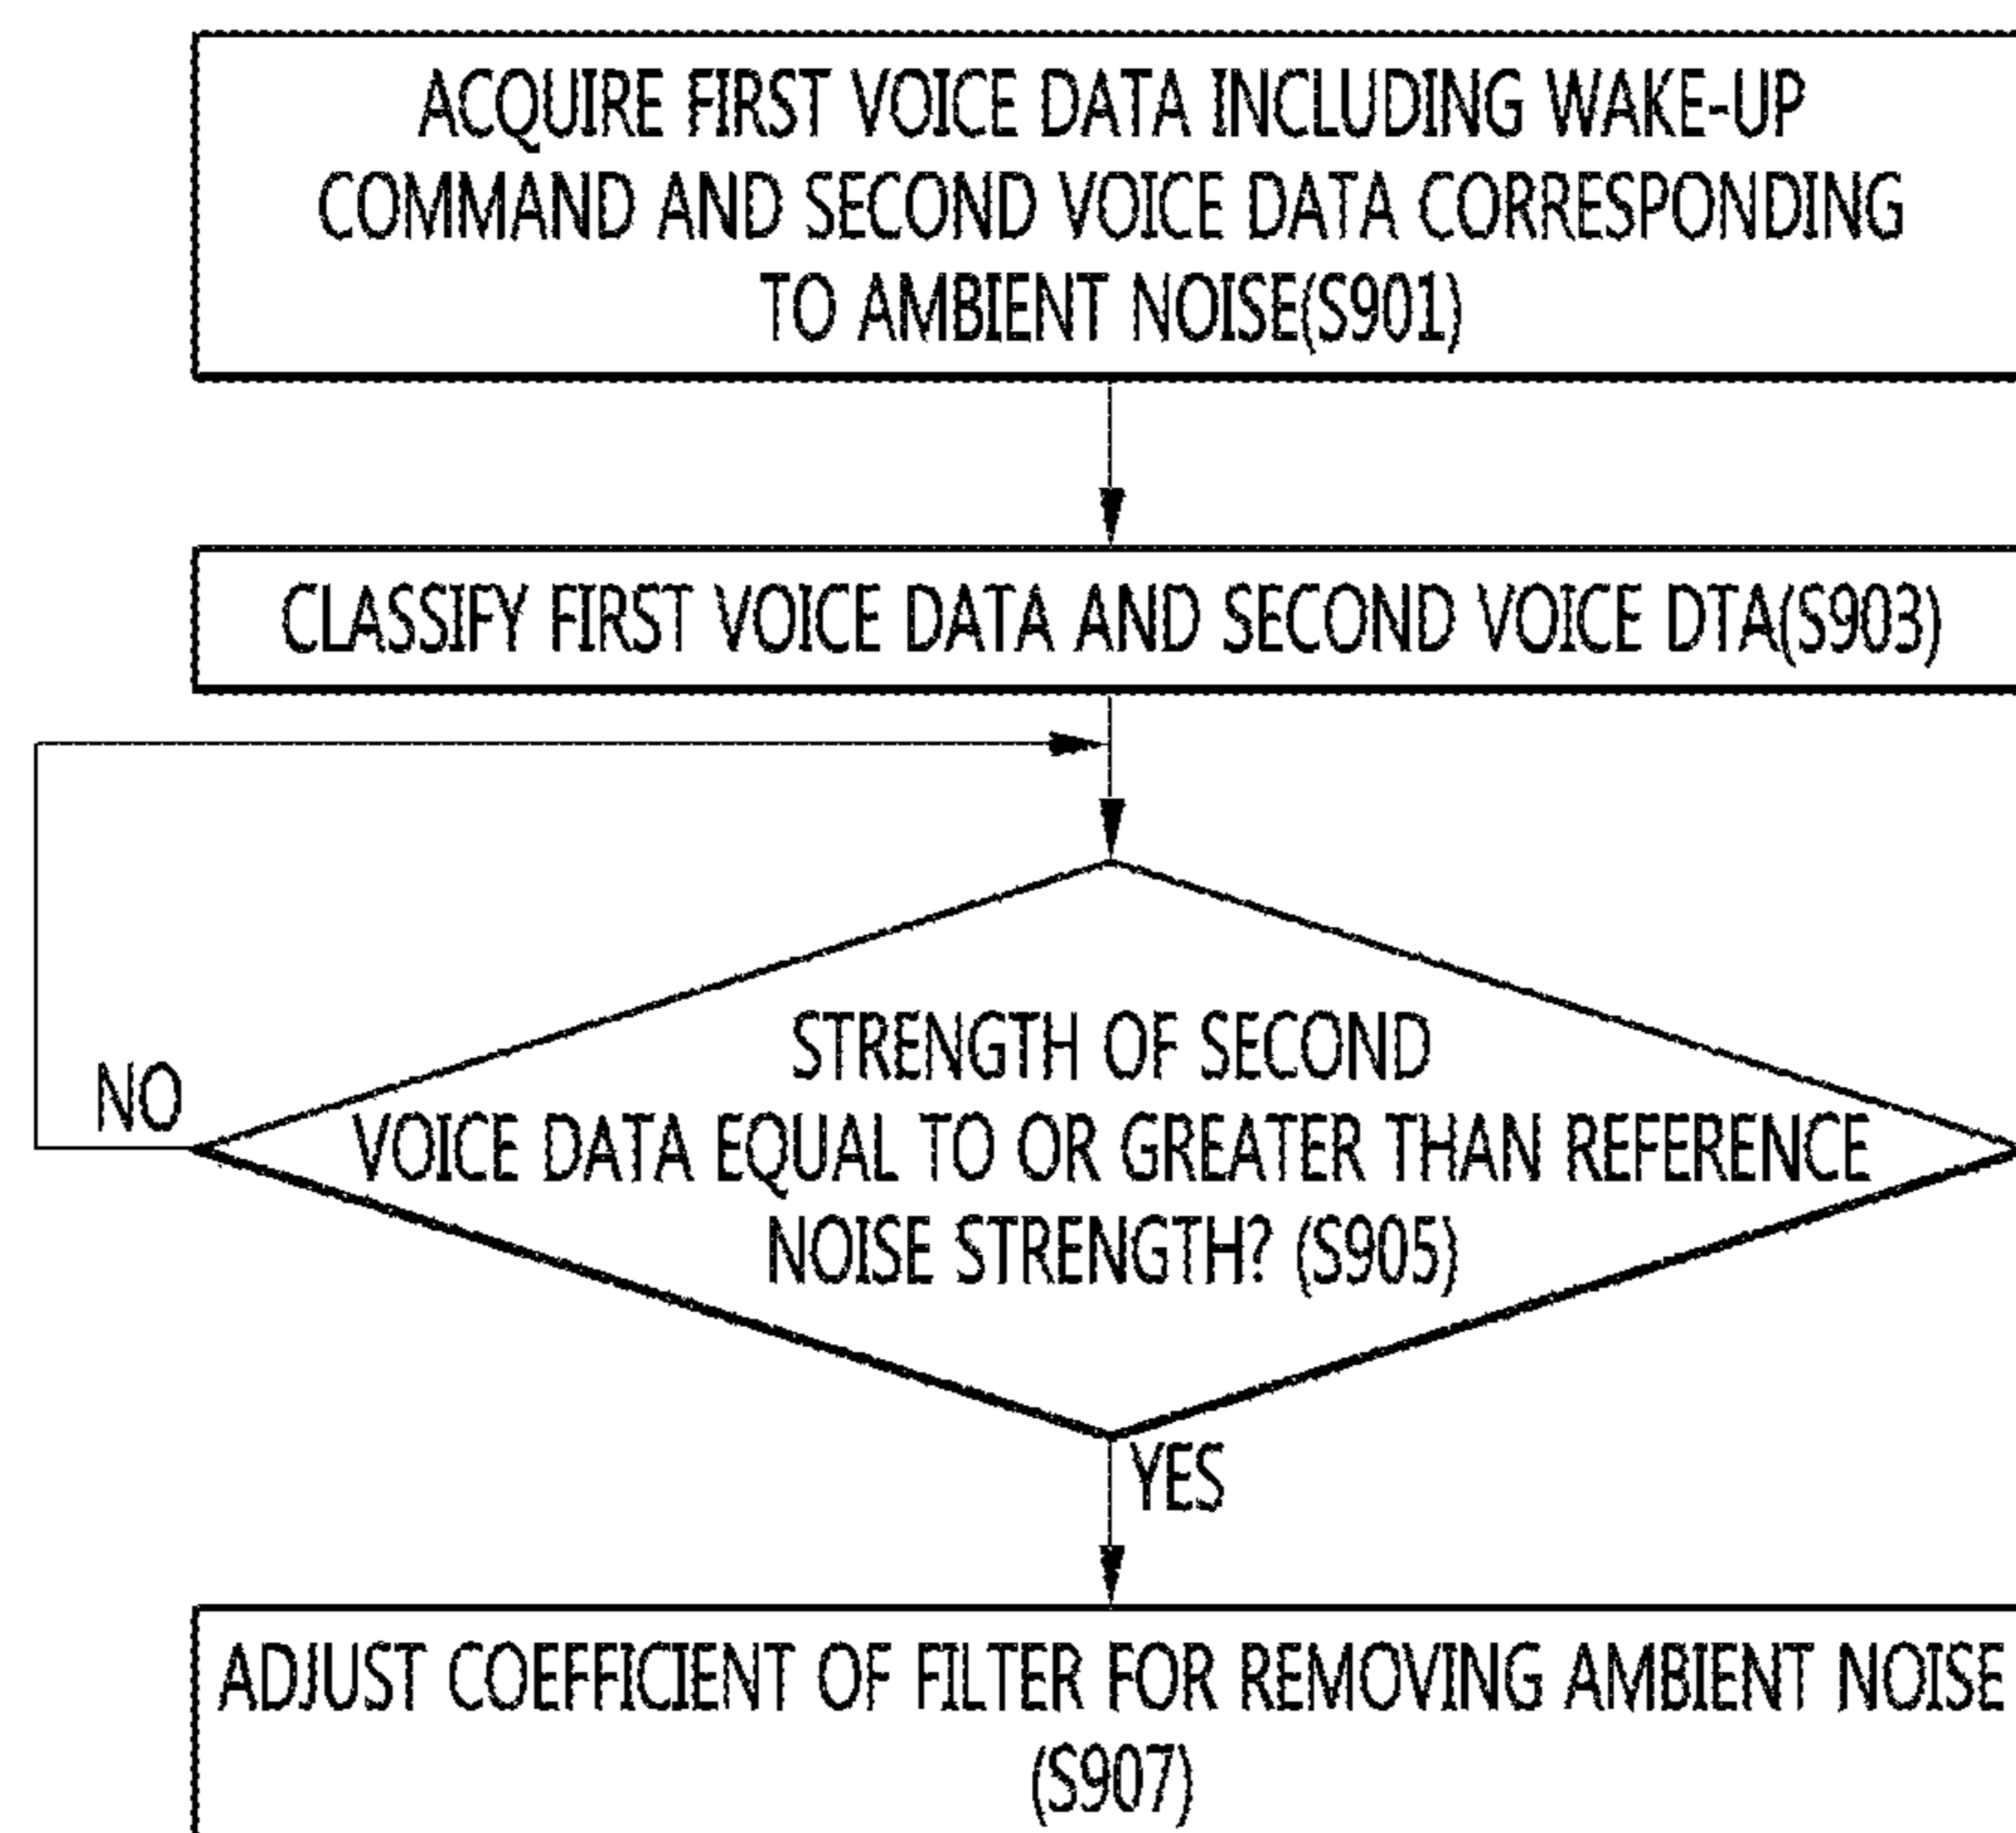 ACQUIRE FIRST VOICE DATA INCLUDING WAKE-UP
COMMAND AND SECOND VOICE DATA CORRESPONDING
TO AMBIENT NOISE(S901)
CLASSIFY FIRST VOICE DATA AND SECOND VOICE DTA(S903)
STRENGTH OF SECOND
VOICE DATA EQUAL TO OR GREATER THAN REFERENCE
NOISE STRENGTH? (S905)
NO
YES
ADJUST COEFFICIENT OF FILTER FOR REMOVING AMBIENT NOISE
(S907)